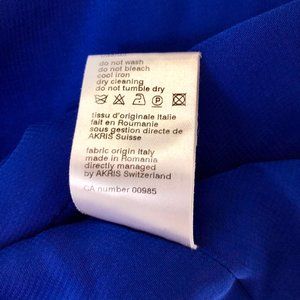 do not wash
do not bleach
cool iron
dry cleaning
do not tumble dry
P
tissu d'originale Italie
fait en Roumanie
sous gestion directe de
AKRIS Suisse
fabric origin Italy
made in Romania
directly managed
by AKRIS Switzerland
CA number 00985